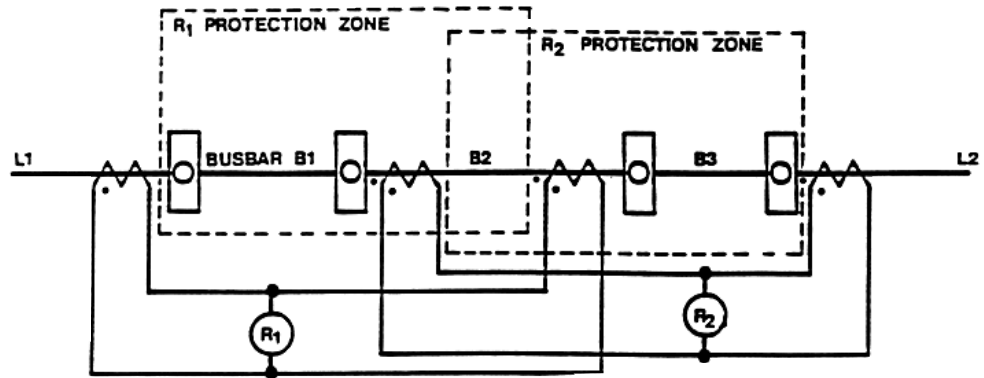 R1 PROTECTION ZONE
R2 PROTECTION ZONE
L1
BUSBAR B1
B2
B3
L2
R1
R2